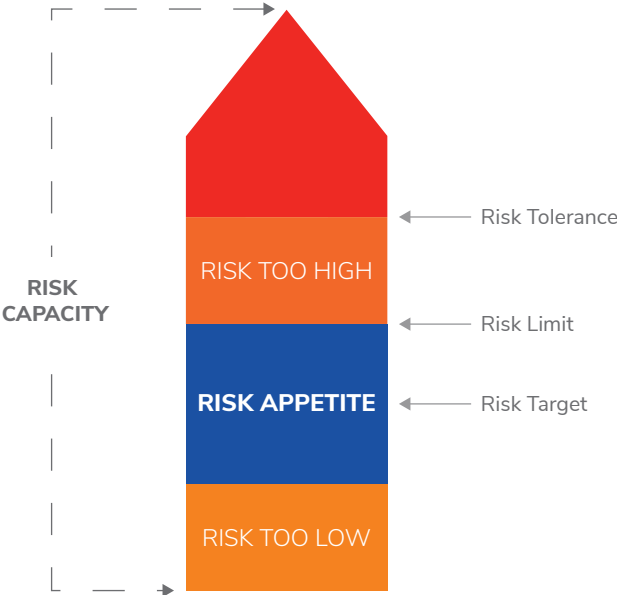 Risk Tolerance
RISK TOO HIGH
RISK
CAPACITY
Risk Limit
RISK APPETITE
Risk Target
RISK TOO LOW